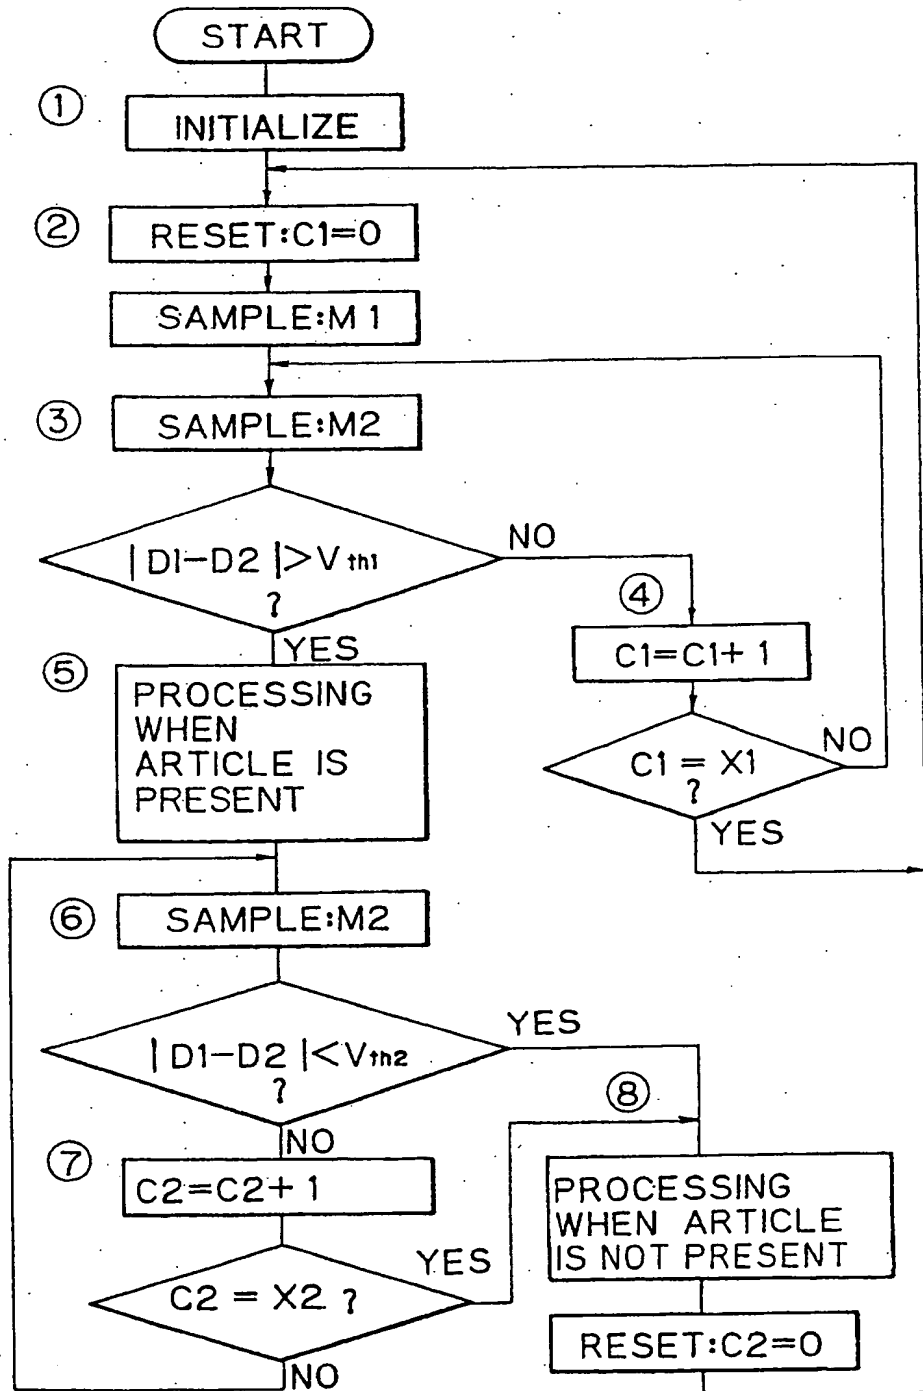 START
①
INITIALIZE
②
RESET:C1=0
SAMPLE:M1
③
SAMPLE:M2
|D1-D2|>Vth1
?
NO
YES
④
C1=C1+1
C1=X1
?
NO
YES
⑤
PROCESSING
WHEN
ARTICLE IS
PRESENT
⑥
SAMPLE:M2
|D1-D2|<Vth2
?
YES
NO
⑦
C2=C2+1
C2=X2?
YES
NO
⑧
PROCESSING
WHEN ARTICLE
IS NOT PRESENT
RESET:C2=0